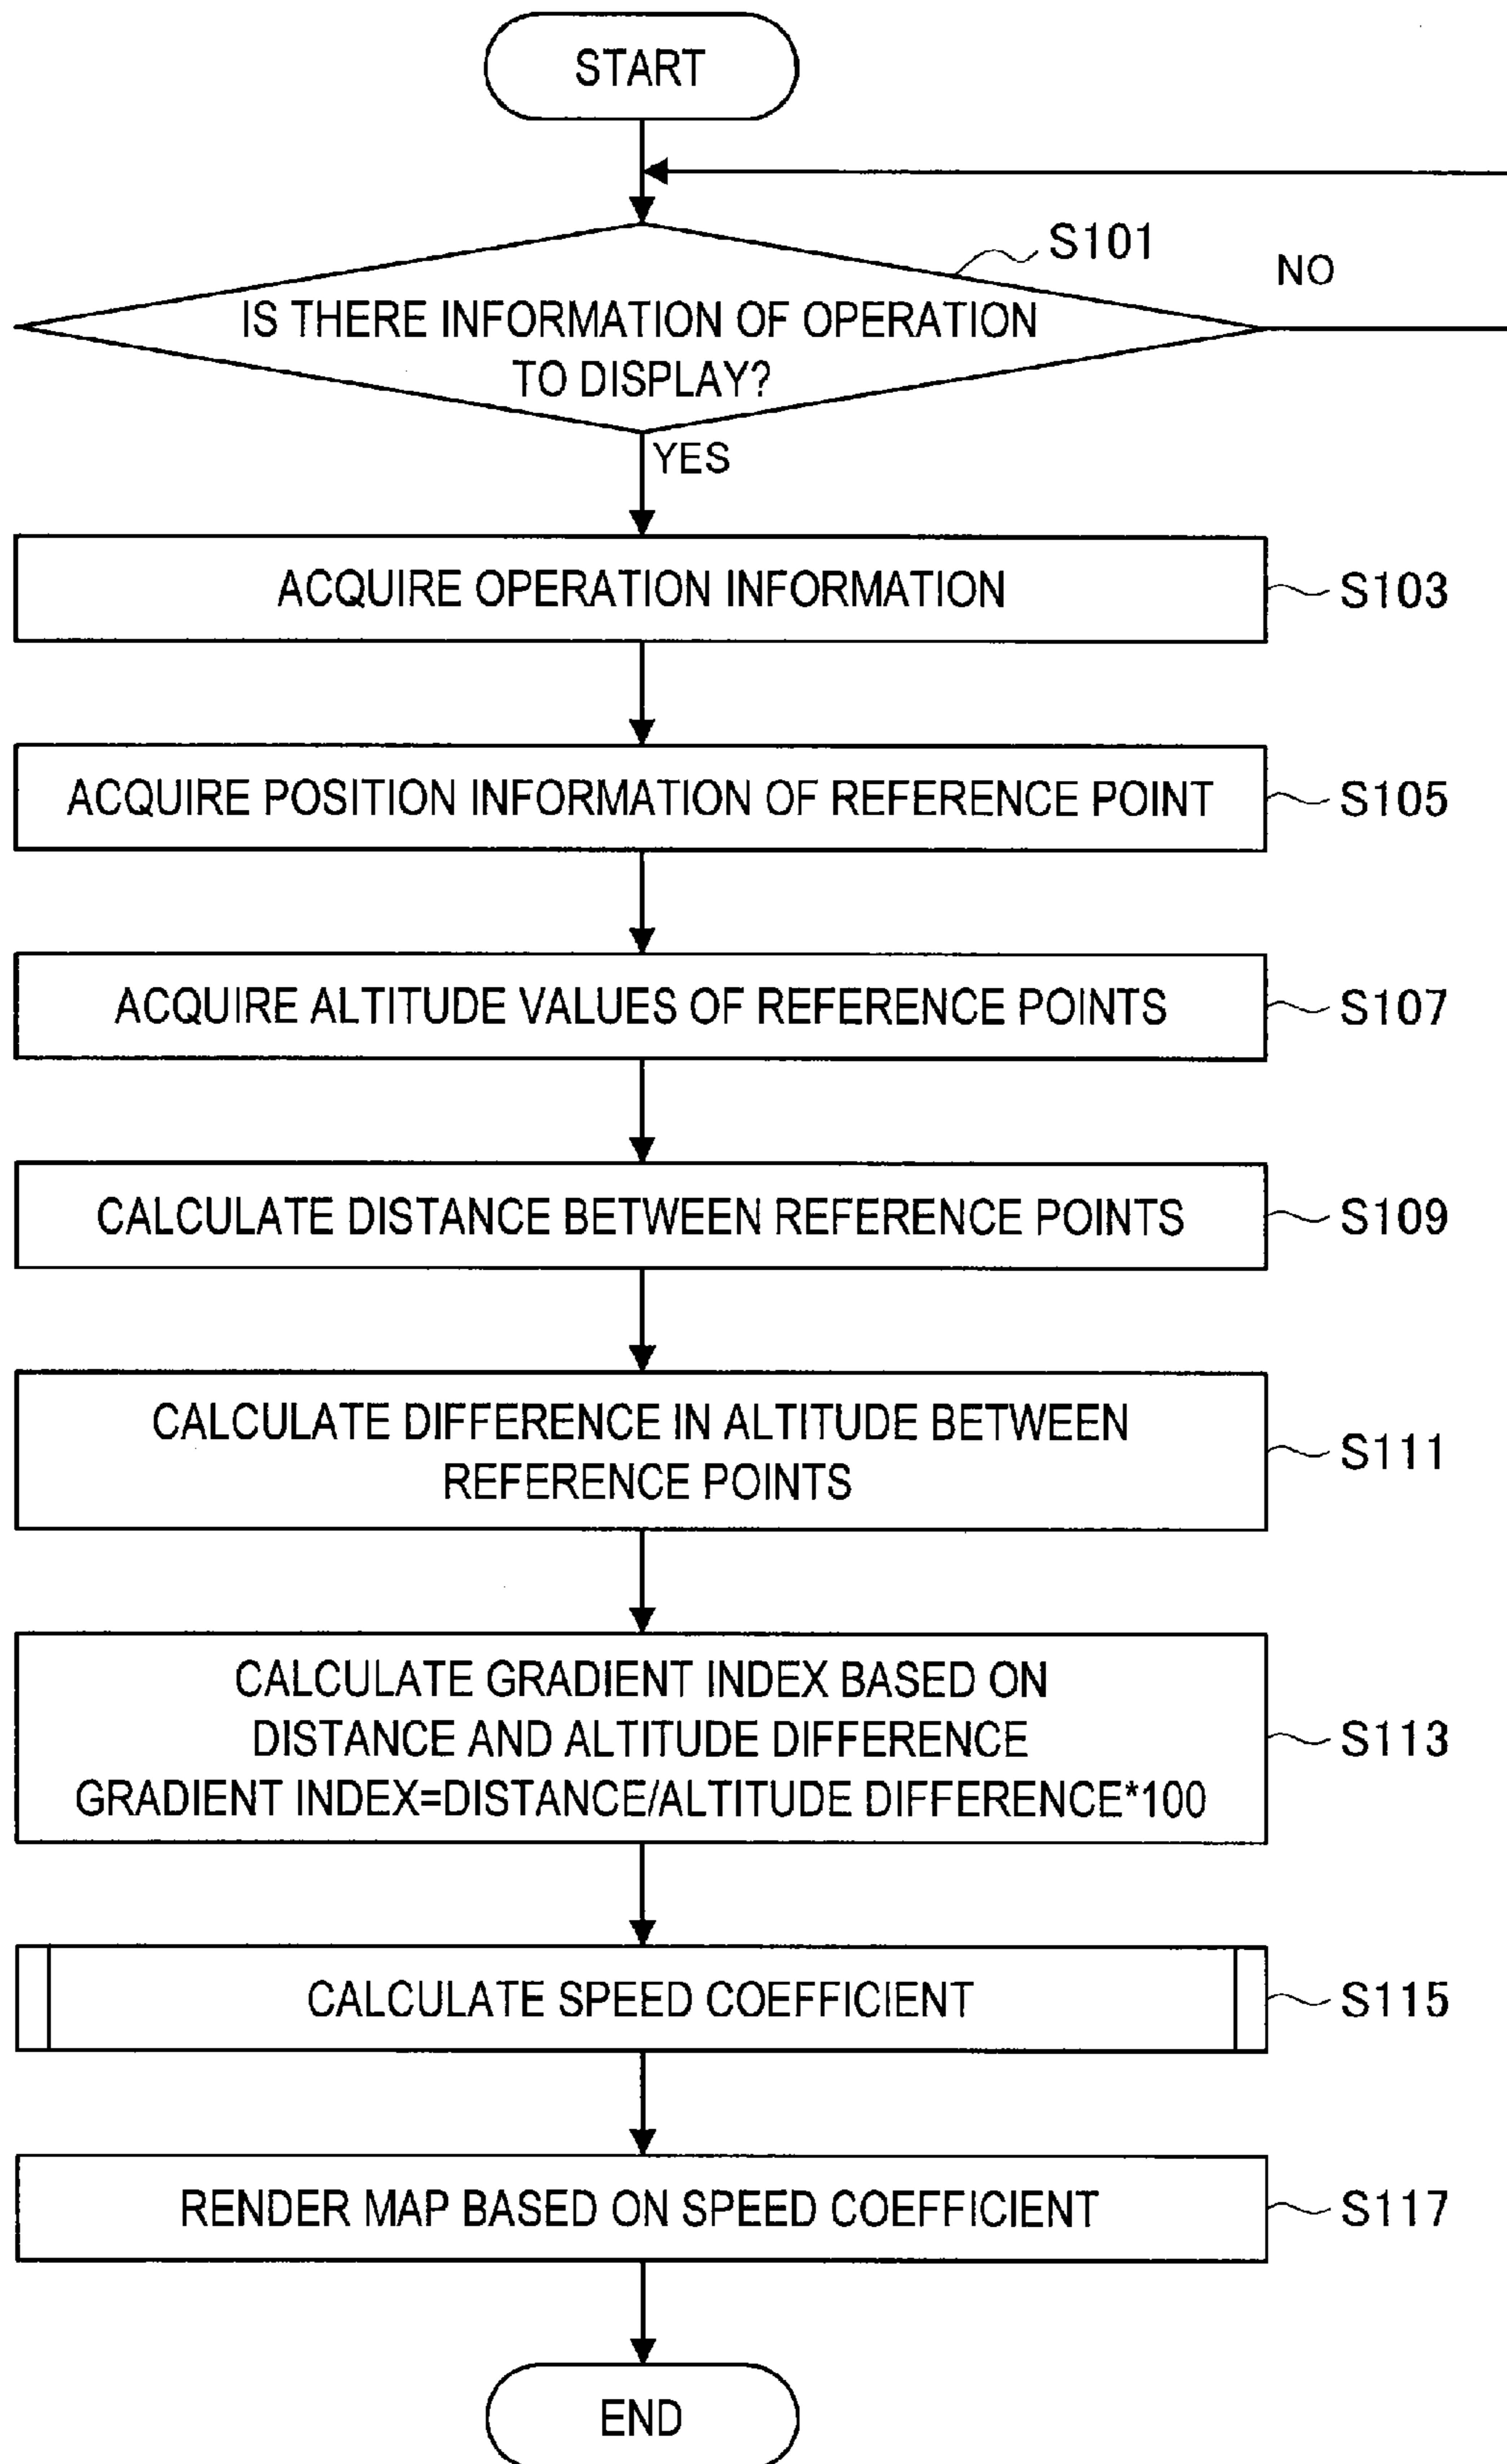 START
S101
NO
IS THERE INFORMATION OF OPERATION
TO DISPLAY?
YES
ACQUIRE OPERATION INFORMATION
S103
ACQUIRE POSITION INFORMATION OF REFERENCE POINT
S105
ACQUIRE ALTITUDE VALUES OF REFERENCE POINTS
S107
CALCULATE DISTANCE BETWEEN REFERENCE POINTS
S109
CALCULATE DIFFERENCE IN ALTITUDE BETWEEN
REFERENCE POINTS
S111
CALCULATE GRADIENT INDEX BASED ON
DISTANCE AND ALTITUDE DIFFERENCE
GRADIENT INDEX=DISTANCE/ALTITUDE DIFFERENCE*100
S113
CALCULATE SPEED COEFFICIENT
S115
RENDER MAP BASED ON SPEED COEFFICIENT
S117
END